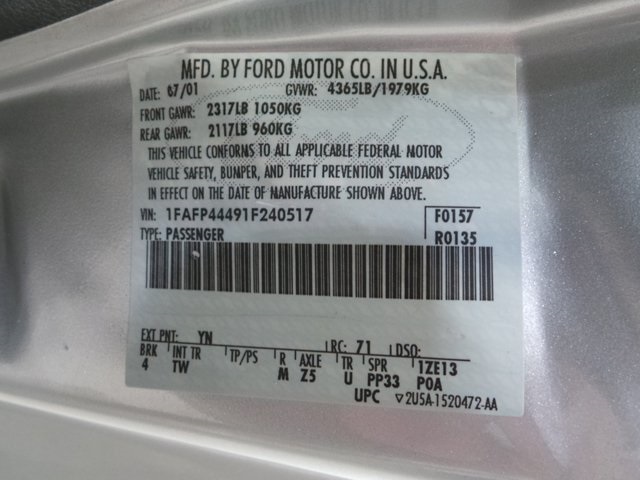 MFD. BY FORD MOTOR CO. IN U.S.A.
DATE: 07/01 GVWR: 4365LB/1979KG
FRONT GAWR: 2317LB 1050KG
REAR GAWR: 2117LB 960KG
THIS VEHICLE CONFORMS TO ALL APPLICABLE FEDERAL MOTOR
VEHICLE SAFETY, BUMPER, AND THEFT PREVENTION STANDARDS
IN EFFECT ON THE DATE OF MANUFACTURE SHOWN ABOVE.
VIN: 1FAFP44491F240517 F0157
TYPE: PASSENGER R0135
EXT PNT: YN RC: 71 DSO:
BRK INT TR TP/PS R AXLE TR SPR 1ZE13
4 TW M Z5 U PP33 POA
UPC ▽2U5A-1520472-AA
Ford